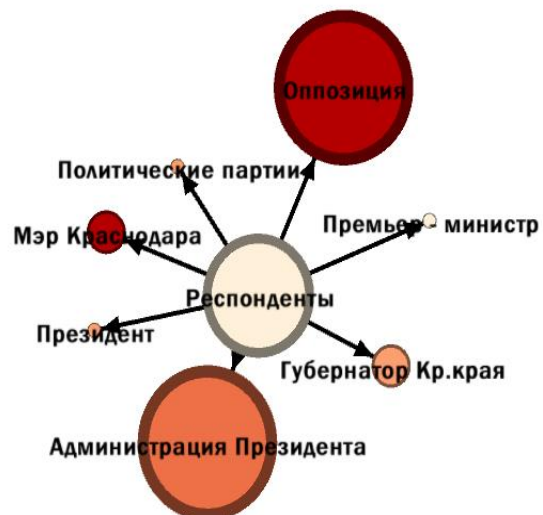 Оппозиция
Политические партии
Мэр Краснодара
Премьер - министр
Респонденты
Президент
Губернатор Кр.края
Администрация Президента